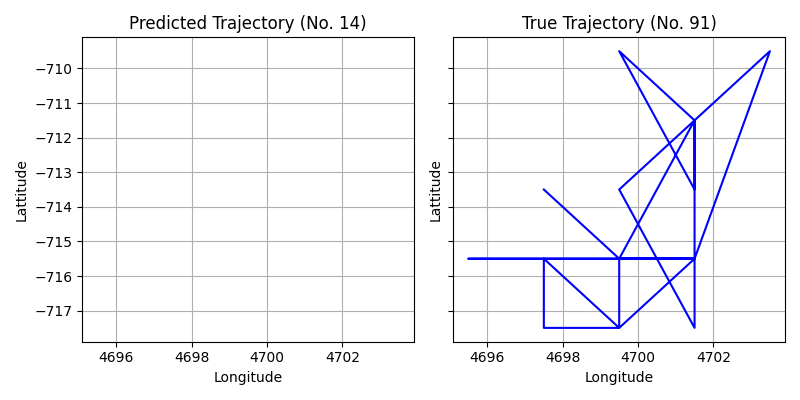 Predicted Trajectory (No. 14)
True Trajectory (No. 91)
Lattitude
−710
−711
−712
−713
−714
−715
−716
−717
4696
4698
4700
4702
Longitude
Lattitude
4696
4698
4700
4702
Longitude